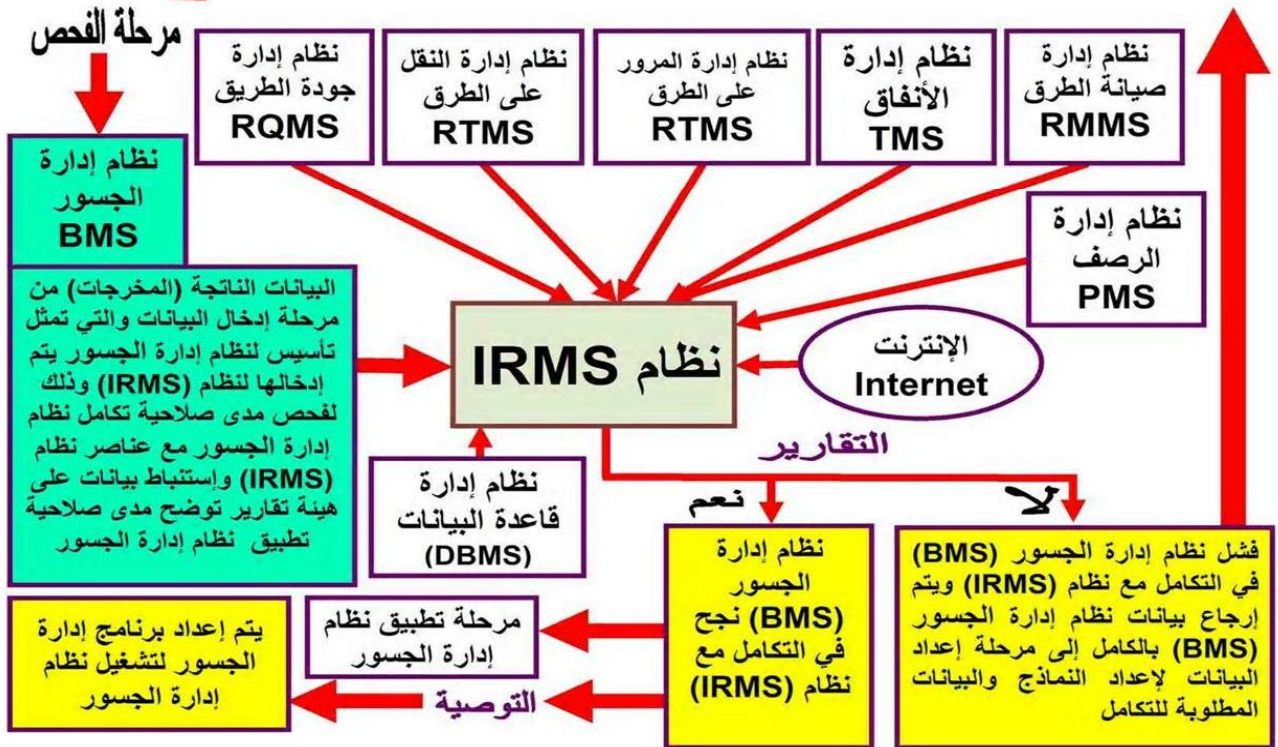 مرحلة الفحص
نظام إدارة
جودة الطريق
RQMS
نظام إدارة النقل
على الطرق
RTMS
نظام إدارة المرور
على الطرق
RTMS
نظام إدارة
الأنفاق
TMS
نظام إدارة
صيانة الطرق
RMMS
نظام إدارة
الجسور
BMS
نظام إدارة
الرصف
PMS
البيانات الناتجة (المخرجات) من
مرحلة إدخال البيانات والتي تمثل
تأسيس لنظام إدارة الجسور يتم
إدخالها لنظام (IRMS) وذلك
لفحص مدى صلاحية تكامل نظام
إدارة الجسور مع عناصر نظام
(IRMS) وإستنباط بيانات على
هيئة تقارير توضح مدى صلاحية
تطبيق نظام إدارة الجسور
نظام IRMS
الإنترنت
Internet
التقارير
نظام إدارة
قاعدة البيانات
(DBMS)
نعم
لا
نظام إدارة
الجسور
(BMS) نجح
في التكامل مع
نظام (IRMS)
فشل نظام إدارة الجسور (BMS)
في التكامل مع نظام (IRMS) ويتم
إرجاع بيانات نظام إدارة الجسور
(BMS) بالكامل إلى مرحلة إعداد
البيانات لإعداد النماذج والبيانات
المطلوبة للتكامل
مرحلة تطبيق نظام
إدارة الجسور
التوصية
يتم إعداد برنامج إدارة
الجسور لتشغيل نظام
إدارة الجسور